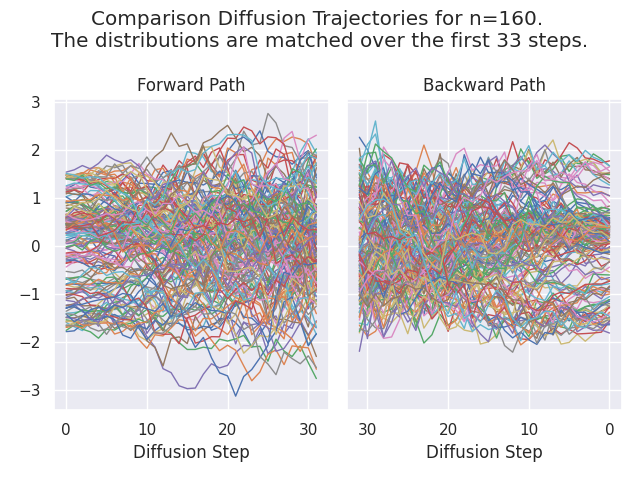 Comparison Diffusion Trajectories for n=160.
The distributions are matched over the first 33 steps.
Forward Path
Backward Path
3
2
1
0
−1
−2
−3
0
10
20
30
30
20
10
0
Diffusion Step
Diffusion Step